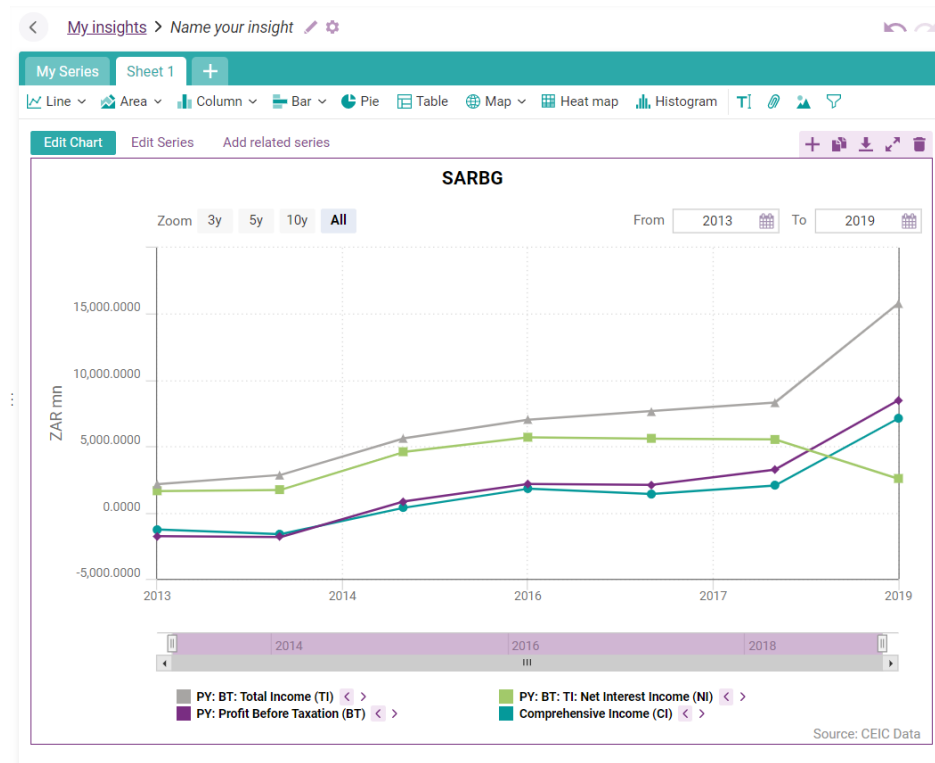 My insights > Name your insight
My Series Sheet 1 +
Line Area Column Bar Pie Table Map Heat map Histogram
Edit Chart Edit Series Add related series
SARBG
Zoom 3y 5y 10y All From 2013 To 2019
15,000.0000
10,000.0000
5,000.0000
0.0000
-5,000.0000
ZAR mn
2013 2014 2016 2017 2019
2014 2016 2018
PY: BT: Total Income (TI) < > PY: BT: TI: Net Interest Income (NI) < >
PY: Profit Before Taxation (BT) < > Comprehensive Income (CI) < >
Source: CEIC Data